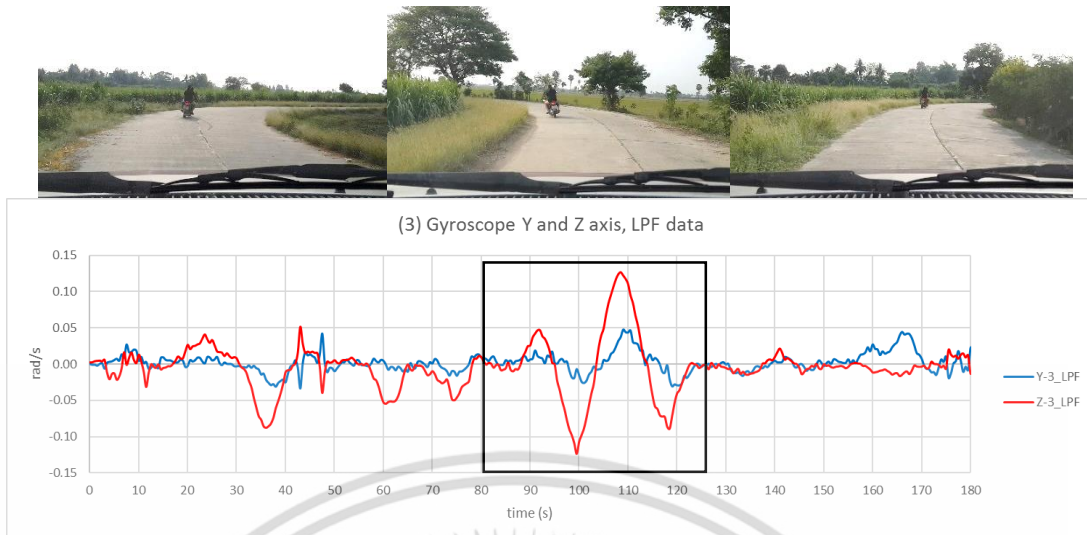 (3) Gyroscope Y and Z axis, LPF data
0.15
0.10
0.05
0.00
-0.05
-0.10
-0.15
rad/s
0 10 20 30 40 50 60 70 80 90 100 110 120 130 140 150 160 170 180
time (s)
Y-3_LPF
Z-3_LPF